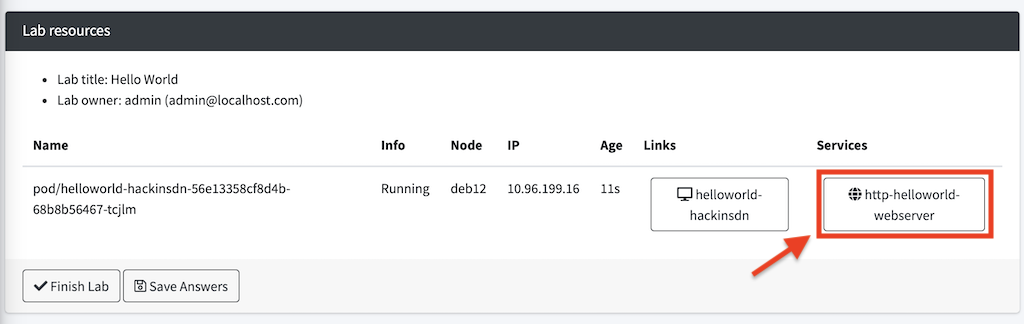 Lab resources
Lab title: Hello World
Lab owner: admin (admin@localhost.com)
Name Info Node IP Age Links Services
pod/helloworld-hackinsdn-56e13358cf8d4b- Running deb12 10.96.199.16 11s helloworld- http-helloworld-
68b8b56467-tcjlm hackinsdn webserver
Finish Lab Save Answers